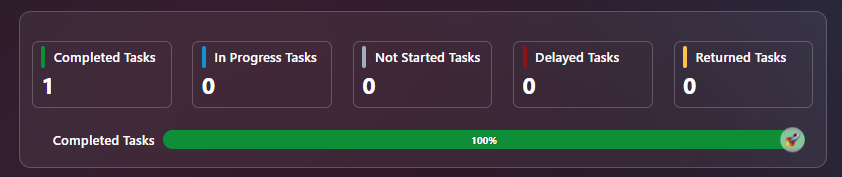 Completed Tasks
1
In Progress Tasks
0
Not Started Tasks
0
Delayed Tasks
0
Returned Tasks
0
Completed Tasks
100%